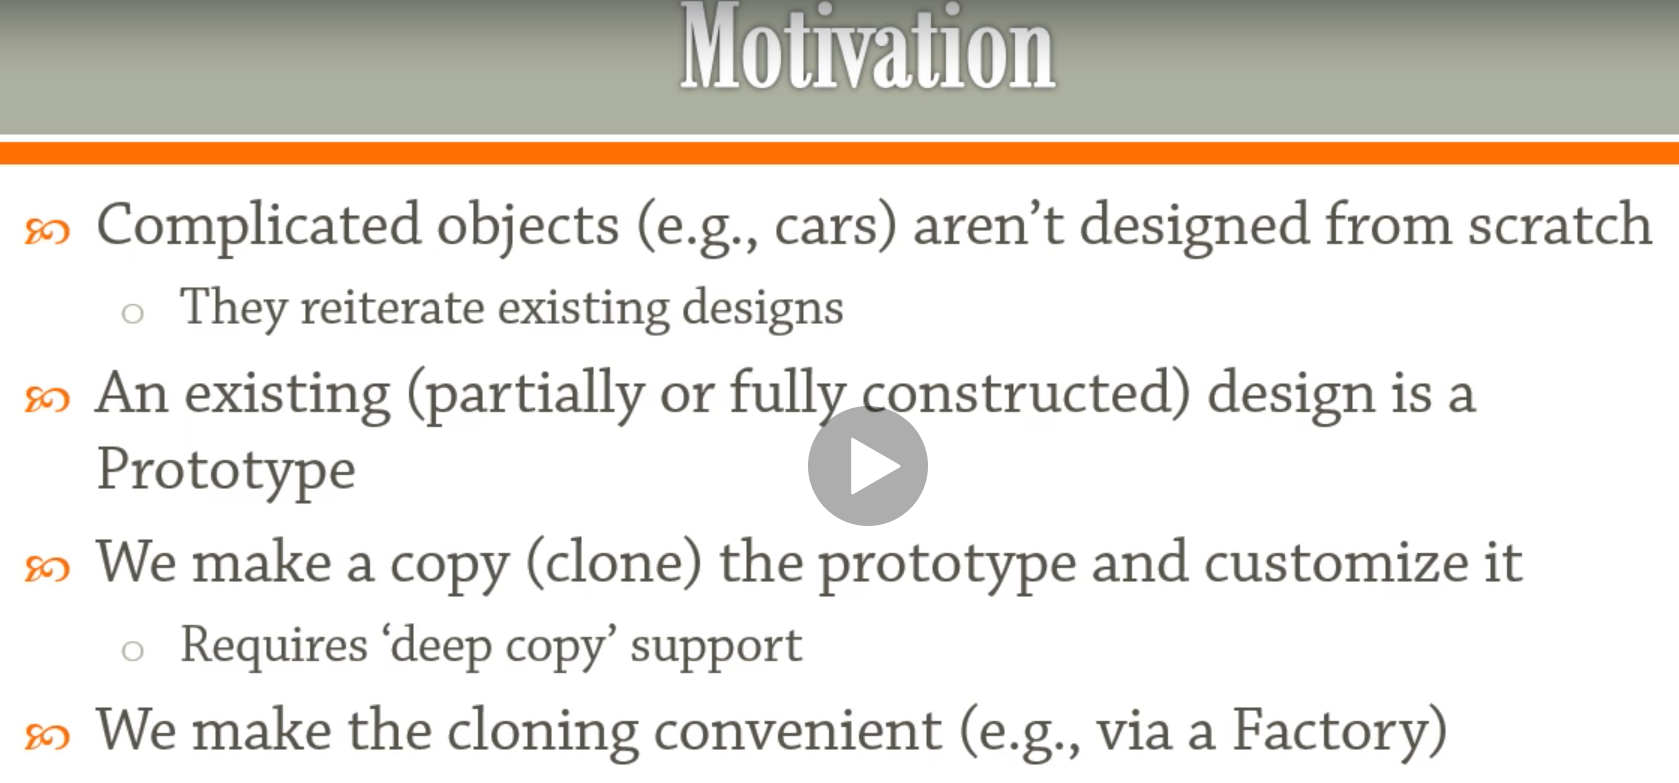 Motivation
Complicated objects (e.g., cars) aren’t designed from scratch
They reiterate existing designs
An existing (partially or fully constructed) design is a
Prototype
We make a copy (clone) the prototype and customize it
Requires ‘deep copy’ support
We make the cloning convenient (e.g., via a Factory)